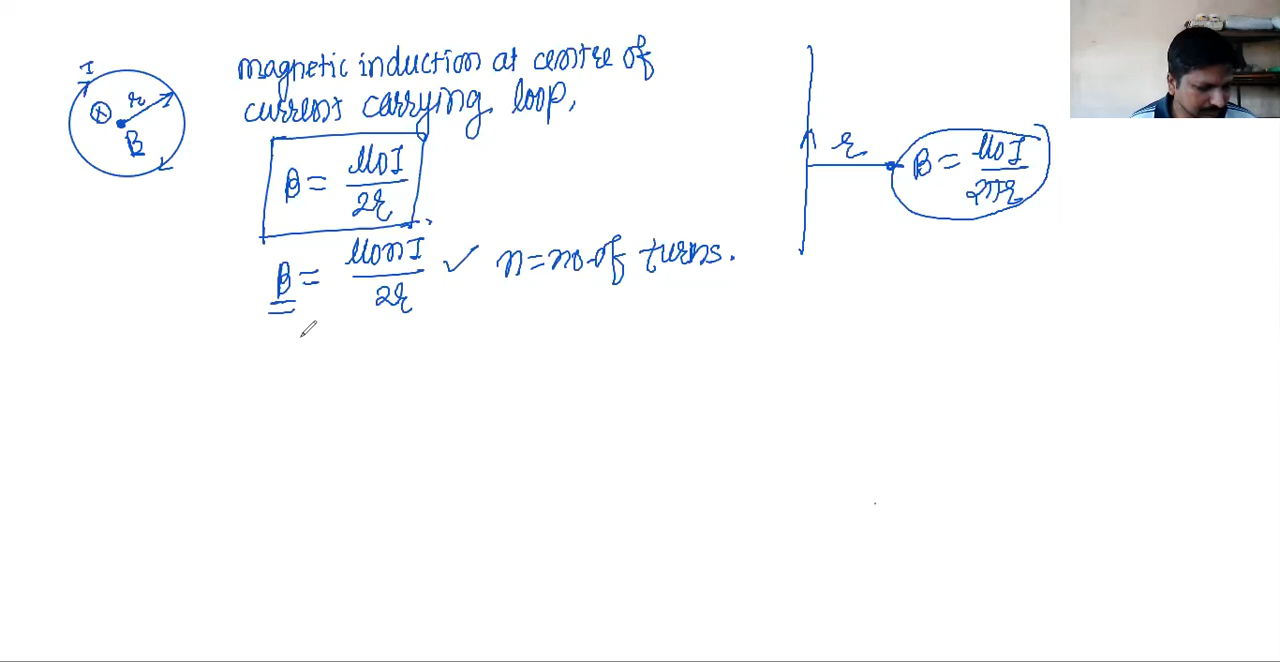 I
r
⊗
B
magnetic induction at centre of
current carrying loop,
B = μ0I / 2r
B = μ0nI / 2r ✓ n = no. of turns.
r
B = μ0I / 2πr